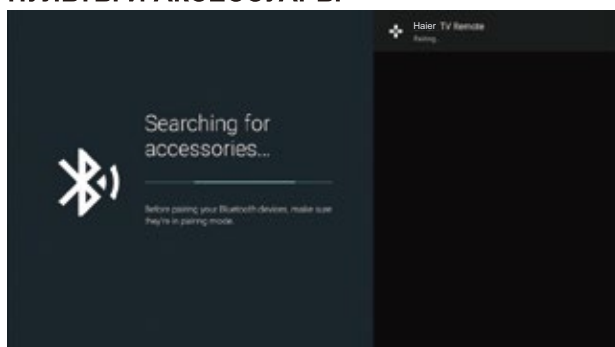 Searching for
accessories...
Before pairing your Bluetooth devices, make sure
they're in pairing mode.
Haier TV Remote
Pairing...